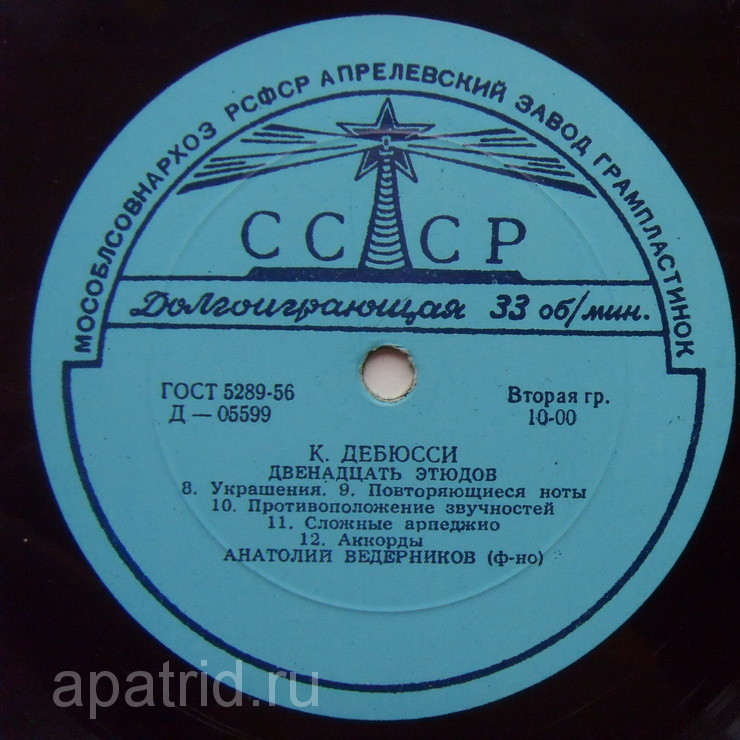 МОСОБЛСОВНАРХОЗ РСФСР АПРЕЛЕВСКИЙ ЗАВОД ГРАМПЛАСТИНОК
СССР
Долгоиграющая 33 об/мин.
ГОСТ 5289-56
Д — 05599
Вторая гр.
10-00
К. ДЕБЮССИ
ДВЕНАДЦАТЬ ЭТЮДОВ
8. Украшения. 9. Повторяющиеся ноты
10. Противоположение звучностей
11. Сложные арпеджио
12. Аккорды
АНАТОЛИЙ ВЕДЕРНИКОВ (ф-но)
apatrid.ru